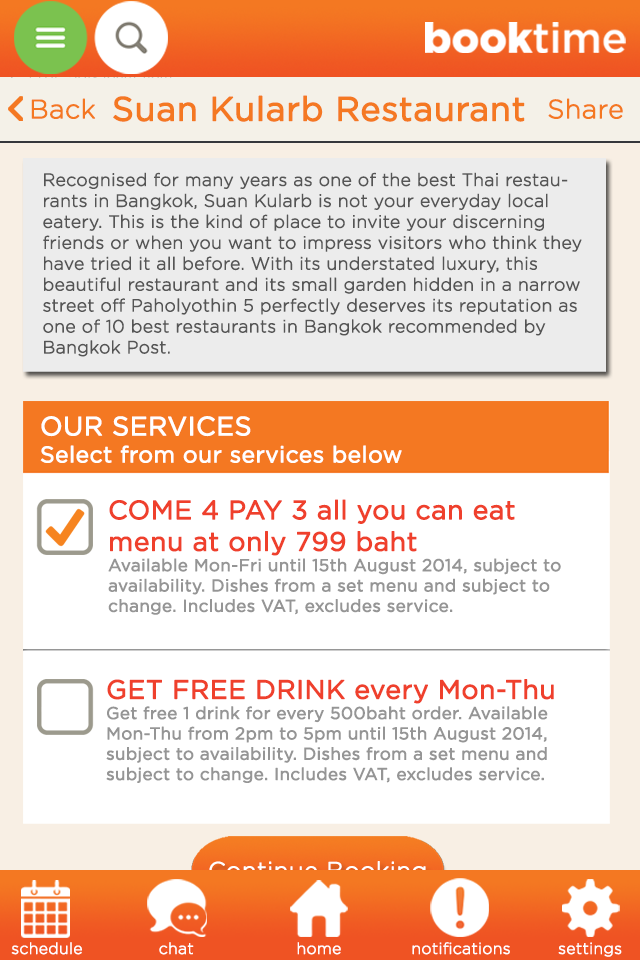 booktime
Back Suan Kularb Restaurant Share
Recognised for many years as one of the best Thai restau-
rants in Bangkok, Suan Kularb is not your everyday local
eatery. This is the kind of place to invite your discerning
friends or when you want to impress visitors who think they
have tried it all before. With its understated luxury, this
beautiful restaurant and its small garden hidden in a narrow
street off Paholyothin 5 perfectly deserves its reputation as
one of 10 best restaurants in Bangkok recommended by
Bangkok Post.
OUR SERVICES
Select from our services below
COME 4 PAY 3 all you can eat
menu at only 799 baht
Available Mon-Fri until 15th August 2014, subject to
availability. Dishes from a set menu and subject to
change. Includes VAT, excludes service.
GET FREE DRINK every Mon-Thu
Get free 1 drink for every 500baht order. Available
Mon-Thu from 2pm to 5pm until 15th August 2014,
subject to availability. Dishes from a set menu and
subject to change. Includes VAT, excludes service.
Continue Booking
schedule chat home notifications settings